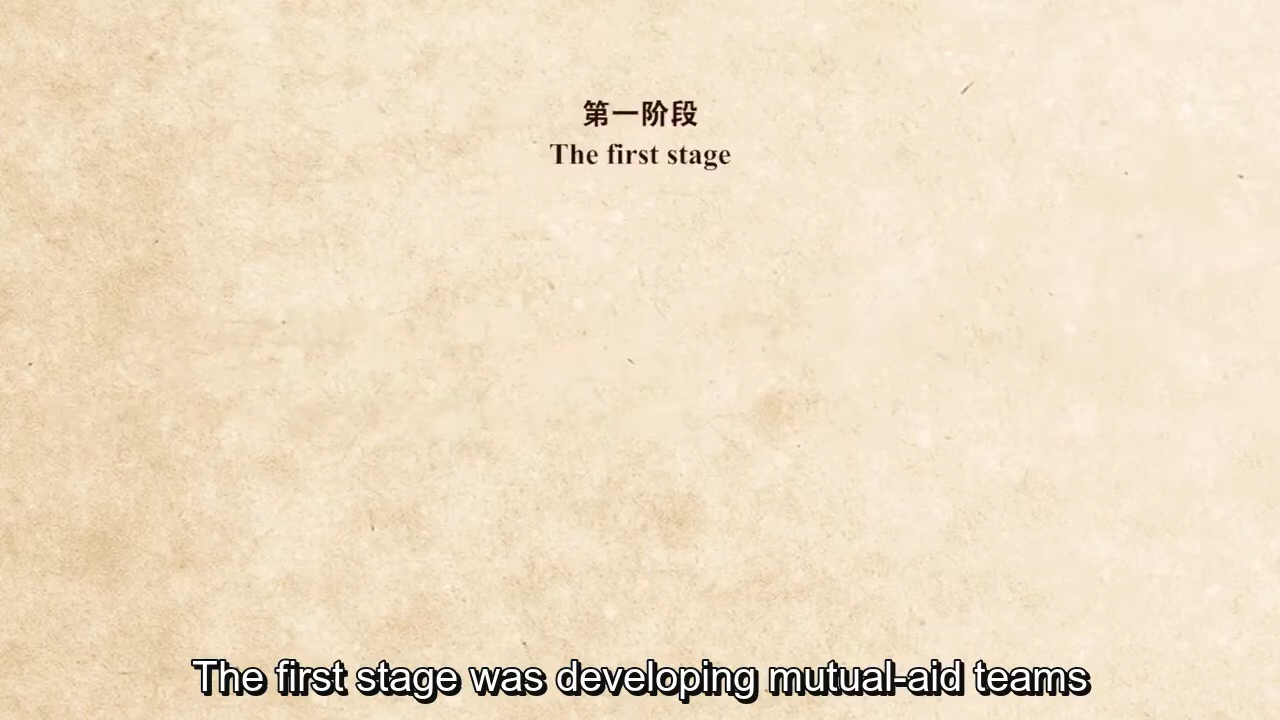 第一阶段
The first stage
The first stage was developing mutual-aid teams